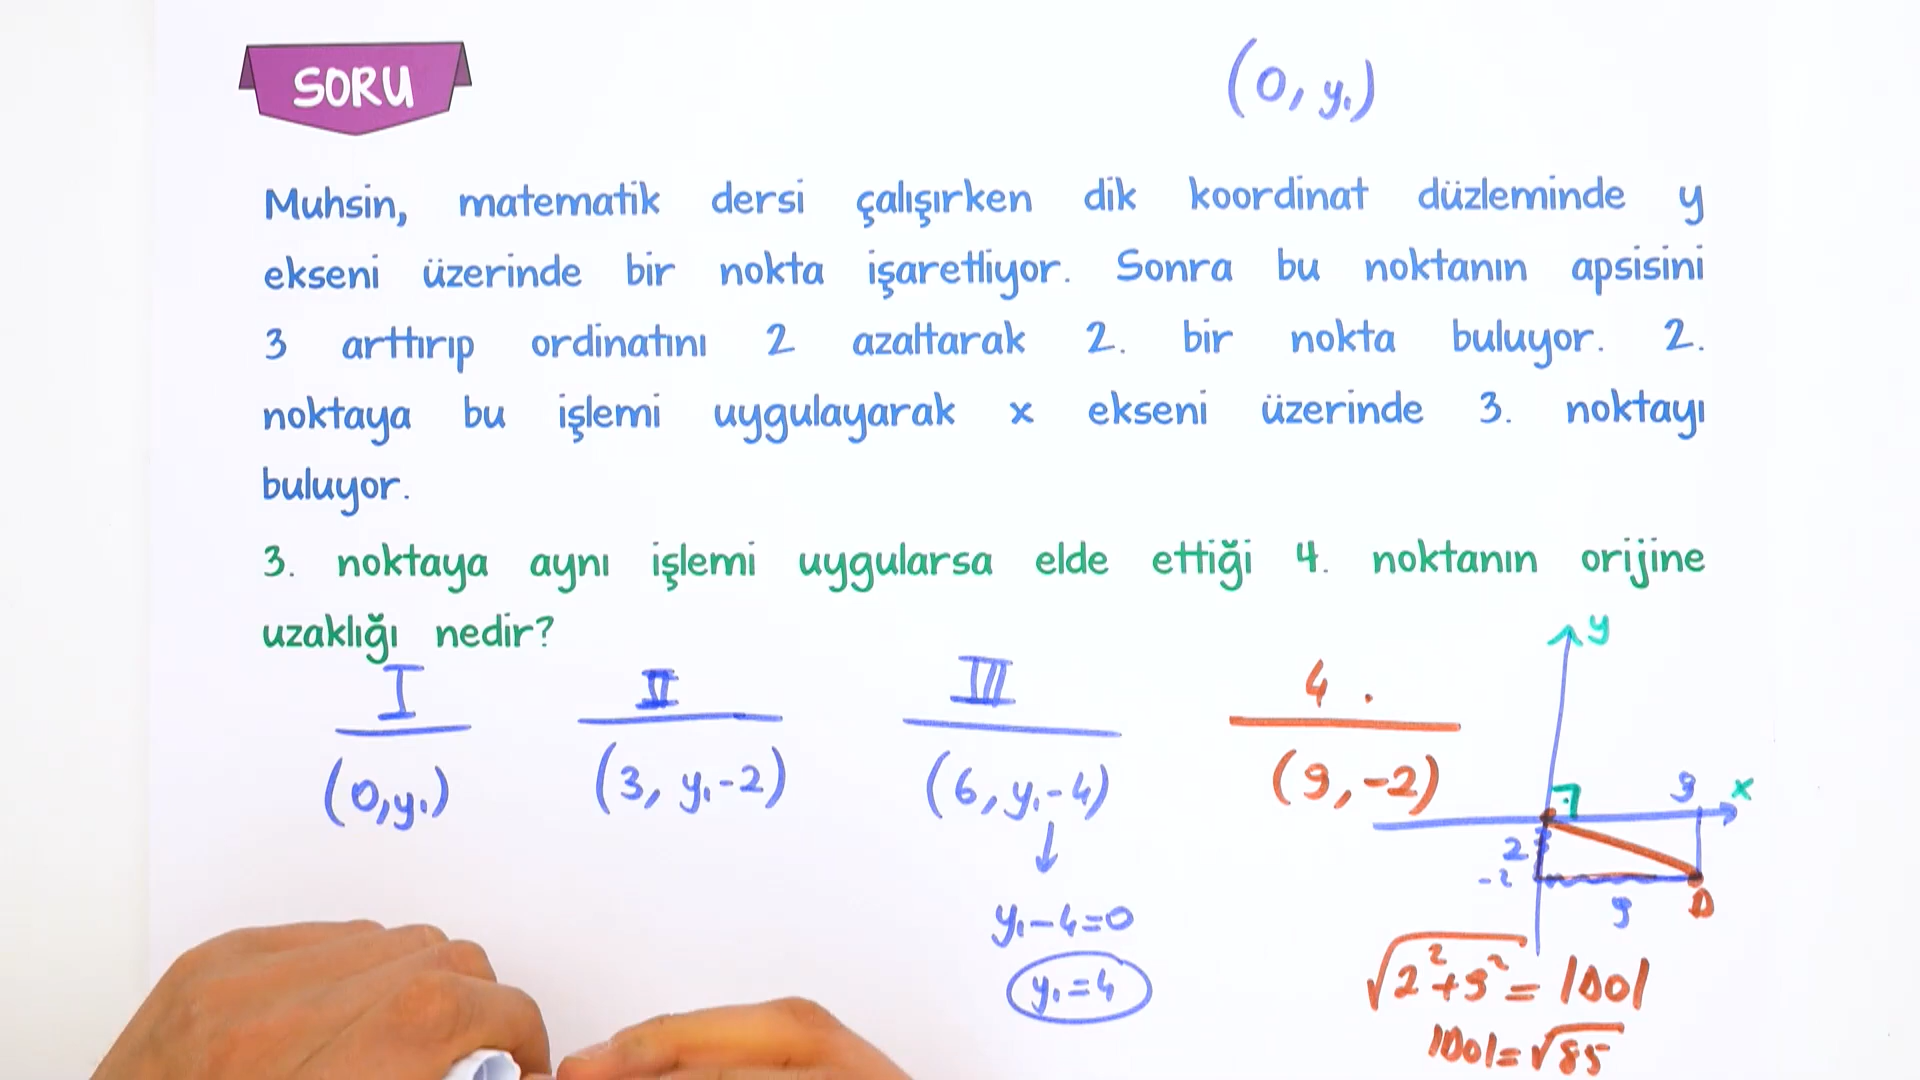 SORU
(0, y₁)
Muhsin, matematik dersi çalışırken dik koordinat düzleminde y
ekseni üzerinde bir nokta işaretliyor. Sonra bu noktanın apsisini
3 arttırıp ordinatını 2 azaltarak 2. bir nokta buluyor. 2.
noktaya bu işlemi uygulayarak x ekseni üzerinde 3. noktayı
buluyor.
3. noktaya aynı işlemi uygularsa elde ettiği 4. noktanın orijine
uzaklığı nedir?
I II III 4.
(0,y₁) (3, y₁-2) (6, y₁-4) (9,-2)
y
9 x
2
-2
9 D
y₁-4=0
y₁=4
√2²+9² = |DO|
|DO|=√85